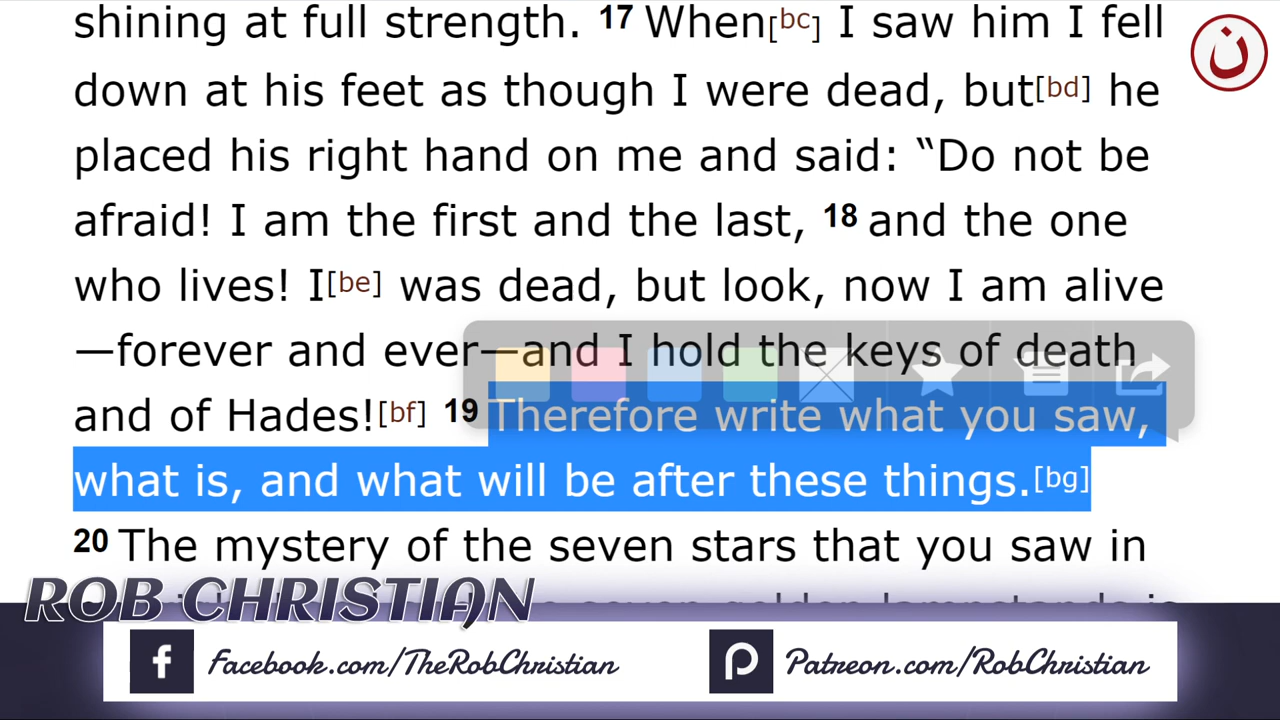 shining at full strength. 17 When[bc] I saw him I fell
down at his feet as though I were dead, but[bd] he
placed his right hand on me and said: “Do not be
afraid! I am the first and the last, 18 and the one
who lives! I[be] was dead, but look, now I am alive
—forever and ever—and I hold the keys of death
and of Hades![bf] 19 Therefore write what you saw,
what is, and what will be after these things.[bg]
20 The mystery of the seven stars that you saw in
seven golden lampstands is
ن
ROB CHRISTIAN
Facebook.com/TheRobChristian
Patreon.com/RobChristian